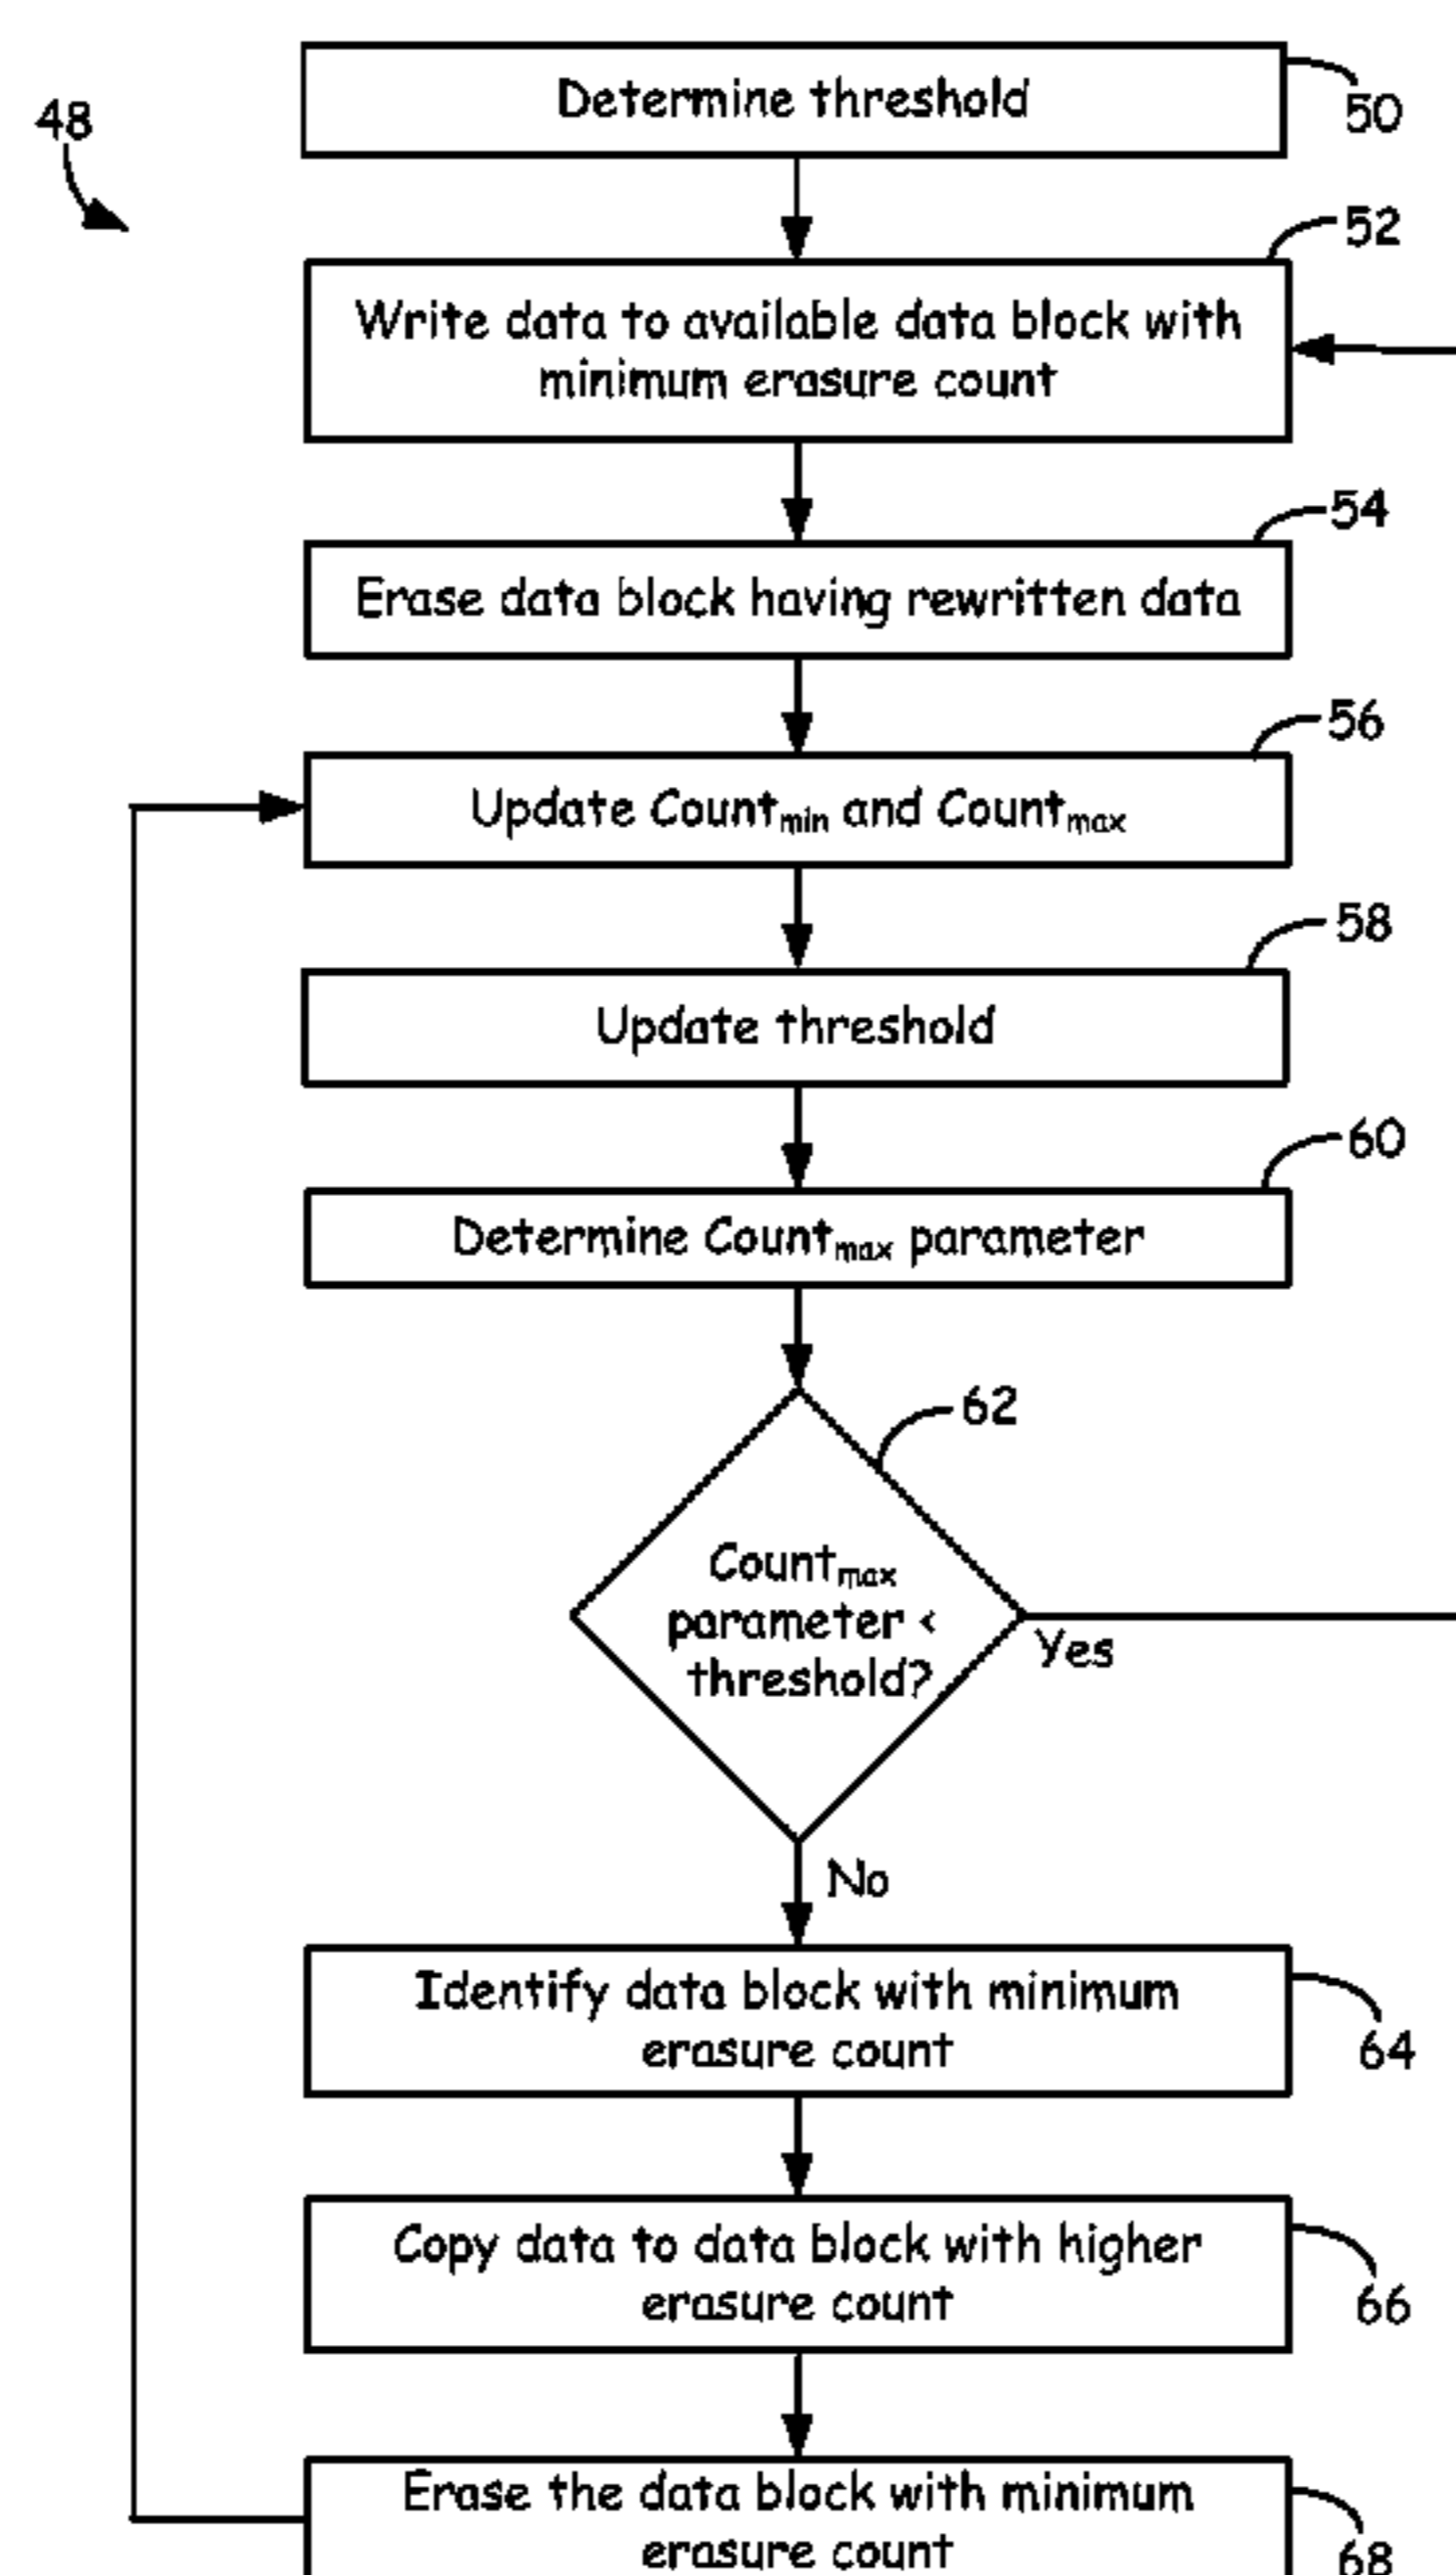 Determine threshold
50
48
52
Write data to available data block with
minimum erasure count
54
Erase data block having rewritten data
56
Update Countmin and Countmax
58
Update threshold
60
Determine Countmax parameter
62
Countmax
parameter <
threshold?
Yes
No
Identify data block with minimum
erasure count
64
Copy data to data block with higher
erasure count
66
Erase the data block with minimum
erasure count
68